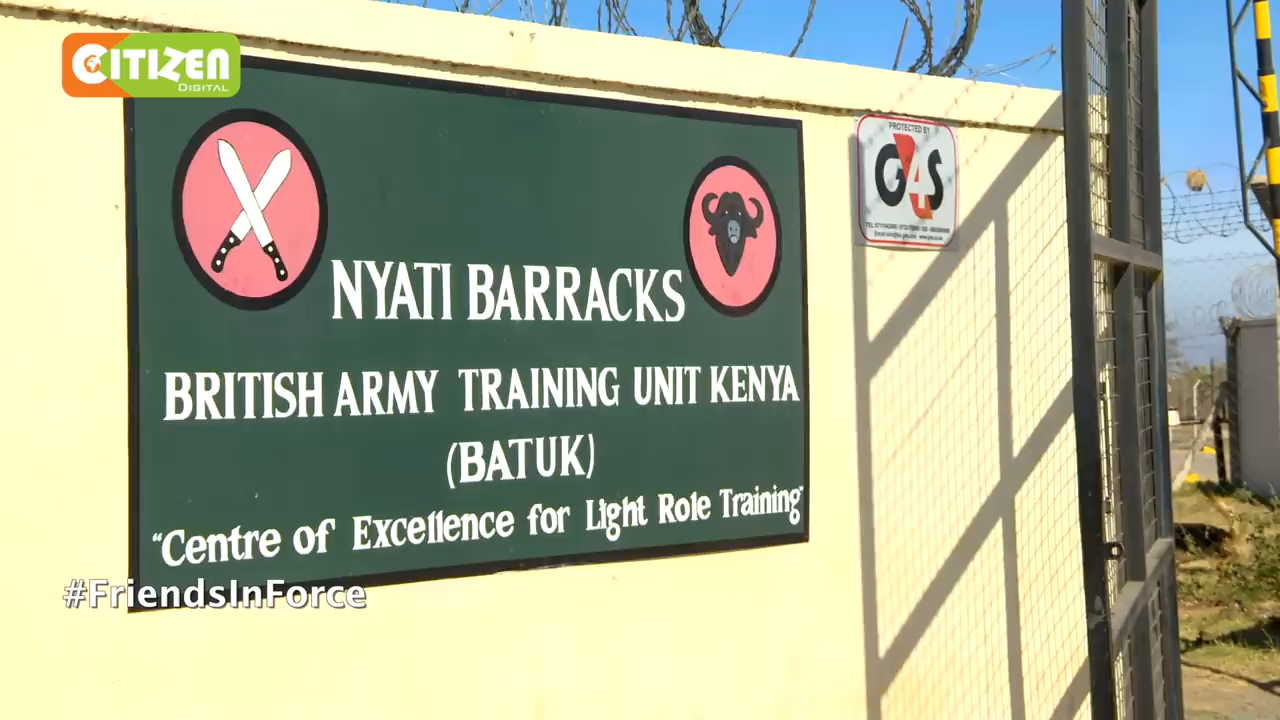 CITIZEN
DIGITAL
PROTECTED BY
G4S
NYATI BARRACKS
BRITISH ARMY TRAINING UNIT KENYA
(BATUK)
"Centre of Excellence for Light Role Training"
#FriendsInForce